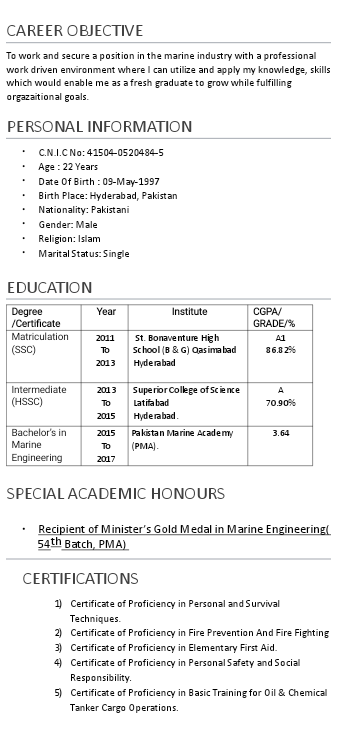 CAREER OBJECTIVE
To work and secure a position in the marine industry with a professional
work driven environment where I can utilize and apply my knowledge, skills
which would enable me as a fresh graduate to grow while fulfilling
orgazaitional goals.
PERSONAL INFORMATION
· C.N.I.C No: 41504-0520484-5
· Age : 22 Years
· Date Of Birth : 09-May-1997
· Birth Place: Hyderabad, Pakistan
· Nationality: Pakistani
· Gender: Male
· Religion: Islam
· Marital Status: Single
EDUCATION
Degree /Certificate Year Institute CGPA/ GRADE/%
Matriculation (SSC) 2011 To 2013 St. Bonaventure High School (B & G) Qasimabad Hyderabad A1 86.82%
Intermediate (HSSC) 2013 To 2015 Superior College of Science Latifabad Hyderabad. A 70.90%
Bachelor's in Marine Engineering 2015 To 2017 Pakistan Marine Academy (PMA). 3.64
SPECIAL ACADEMIC HONOURS
· Recipient of Minister's Gold Medal in Marine Engineering(
54th Batch, PMA)
CERTIFICATIONS
1) Certificate of Proficiency in Personal and Survival
Techniques.
2) Certificate of Proficiency in Fire Prevention And Fire Fighting
3) Certificate of Proficiency in Elementary First Aid.
4) Certificate of Proficiency in Personal Safety and Social
Responsibility.
5) Certificate of Proficiency in Basic Training for Oil & Chemical
Tanker Cargo Operations.